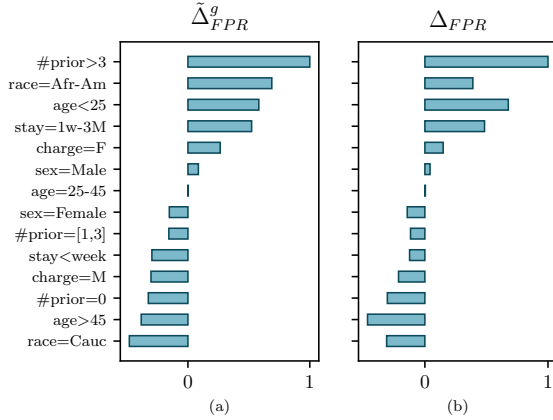 Δ̃^g_FPR
Δ_FPR
#prior>3
race=Afr-Am
age<25
stay=1w-3M
charge=F
sex=Male
age=25-45
sex=Female
#prior=[1,3]
stay<week
charge=M
#prior=0
age>45
race=Cauc
0 1
0 1
(a)
(b)